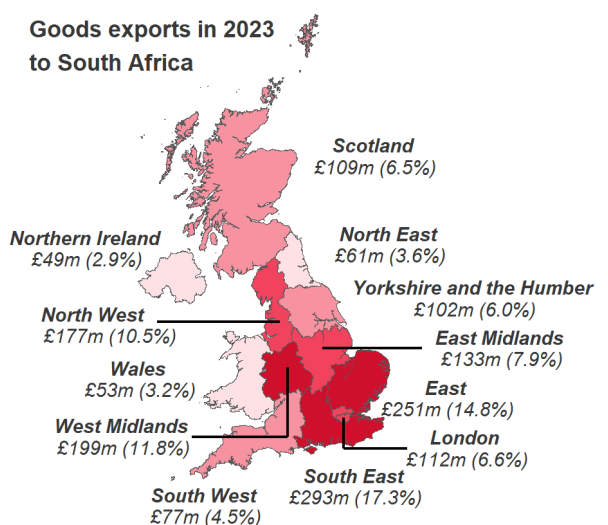 Goods exports in 2023
to South Africa
Scotland
£109m (6.5%)
Northern Ireland
£49m (2.9%)
North East
£61m (3.6%)
Yorkshire and the Humber
£102m (6.0%)
North West
£177m (10.5%)
East Midlands
£133m (7.9%)
Wales
£53m (3.2%)
East
£251m (14.8%)
West Midlands
£199m (11.8%)
London
£112m (6.6%)
South East
£293m (17.3%)
South West
£77m (4.5%)